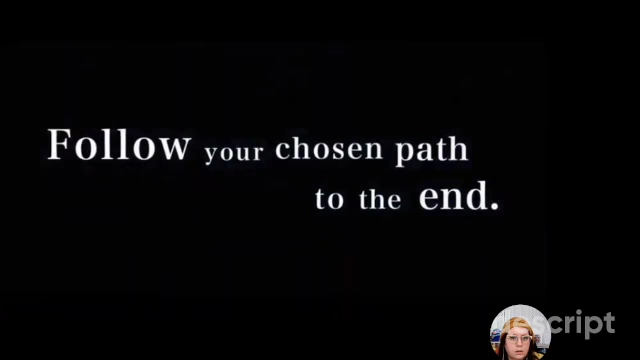 Follow your chosen path
to the end.
script